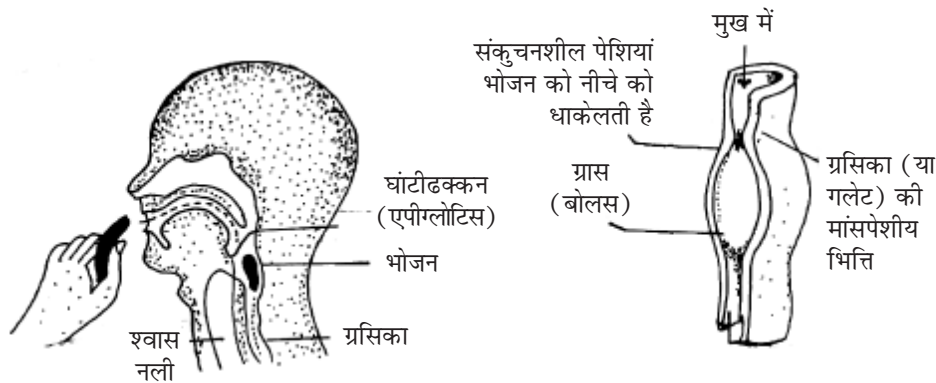 घांटीढक्कन
(एपीग्लोटिस)
भोजन
श्वास
नली
ग्रसिका
मुख में
संकुचनशील पेशियां
भोजन को नीचे को
धाकेलती है
ग्रास
(बोलस)
ग्रसिका (या
गलेट) की
मांसपेशीय
भित्ति